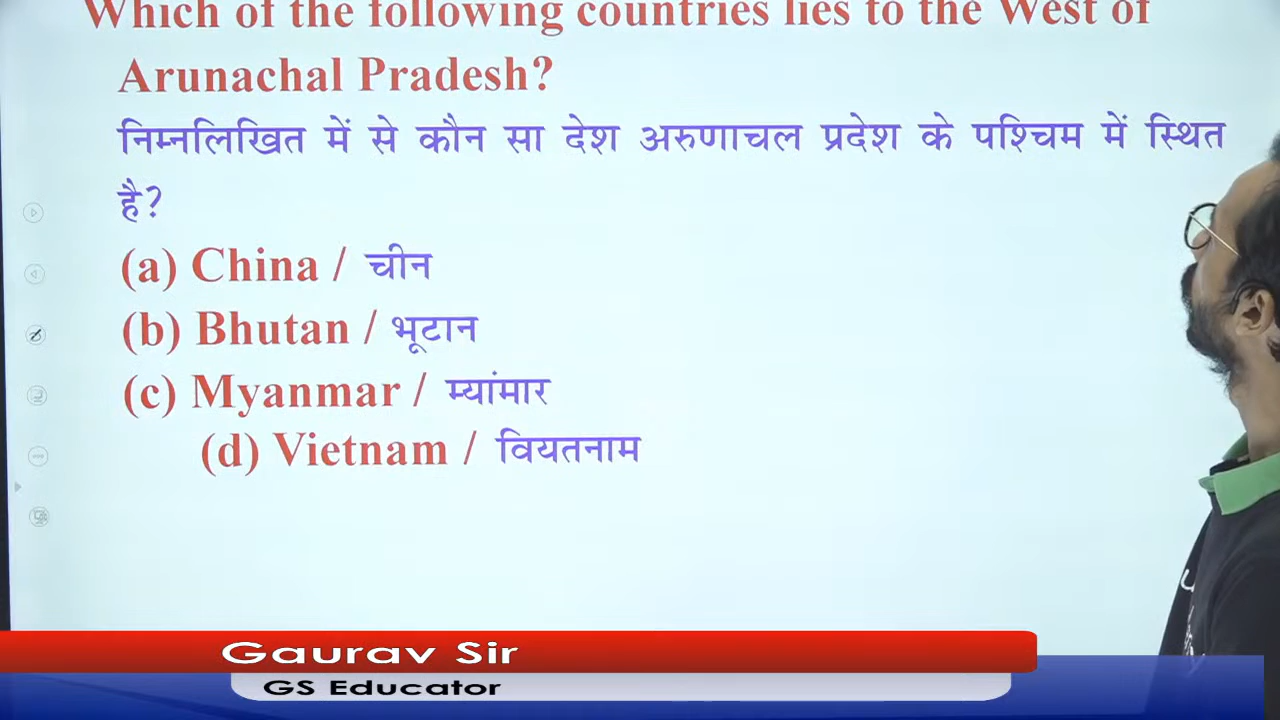 Which of the following countries lies to the West of
Arunachal Pradesh?
निम्नलिखित में से कौन सा देश अरुणाचल प्रदेश के पश्चिम में स्थित
है?
(a) China / चीन
(b) Bhutan / भूटान
(c) Myanmar / म्यांमार
(d) Vietnam / वियतनाम
Gaurav Sir
GS Educator